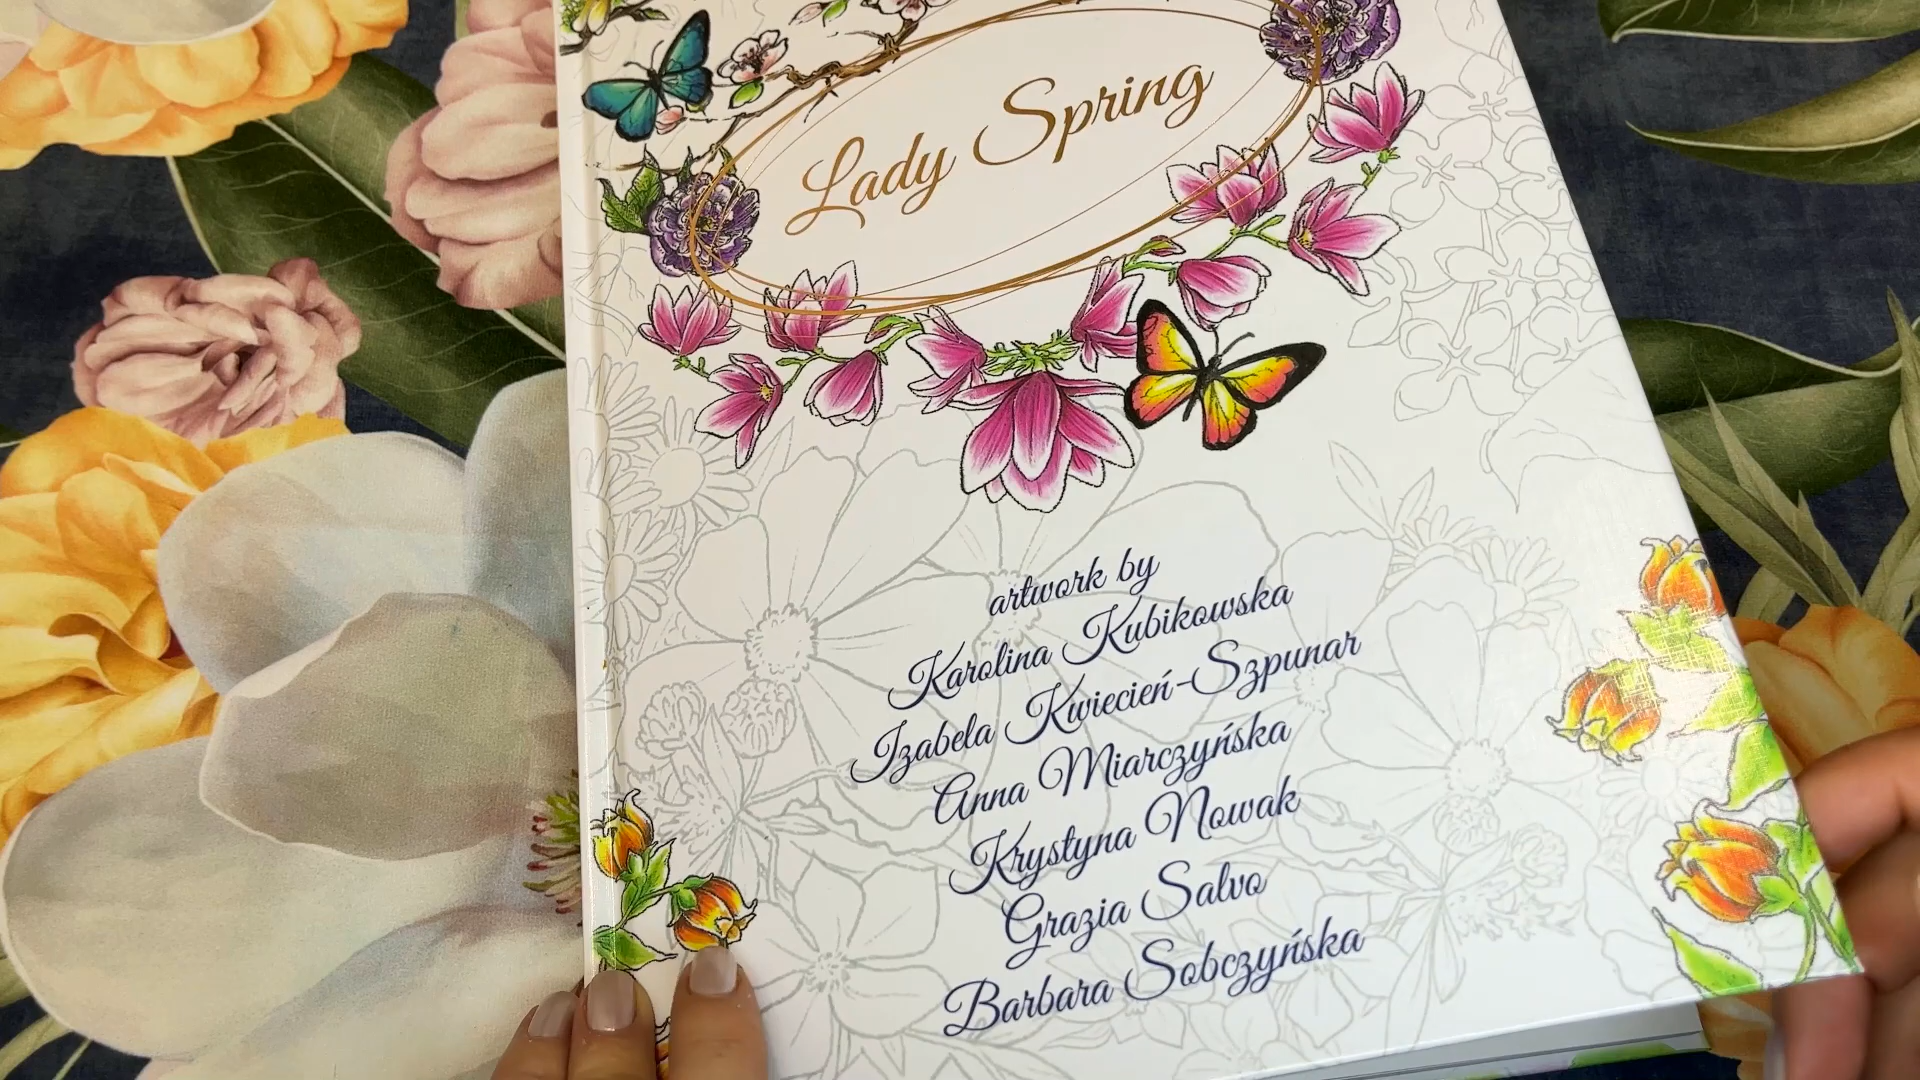 Lady Spring
artwork by
Karolina Kubikowska
Izabela Kwiecień-Szpunar
Anna Miarczyńska
Krystyna Nowak
Grazia Salvo
Barbara Sobczyńska